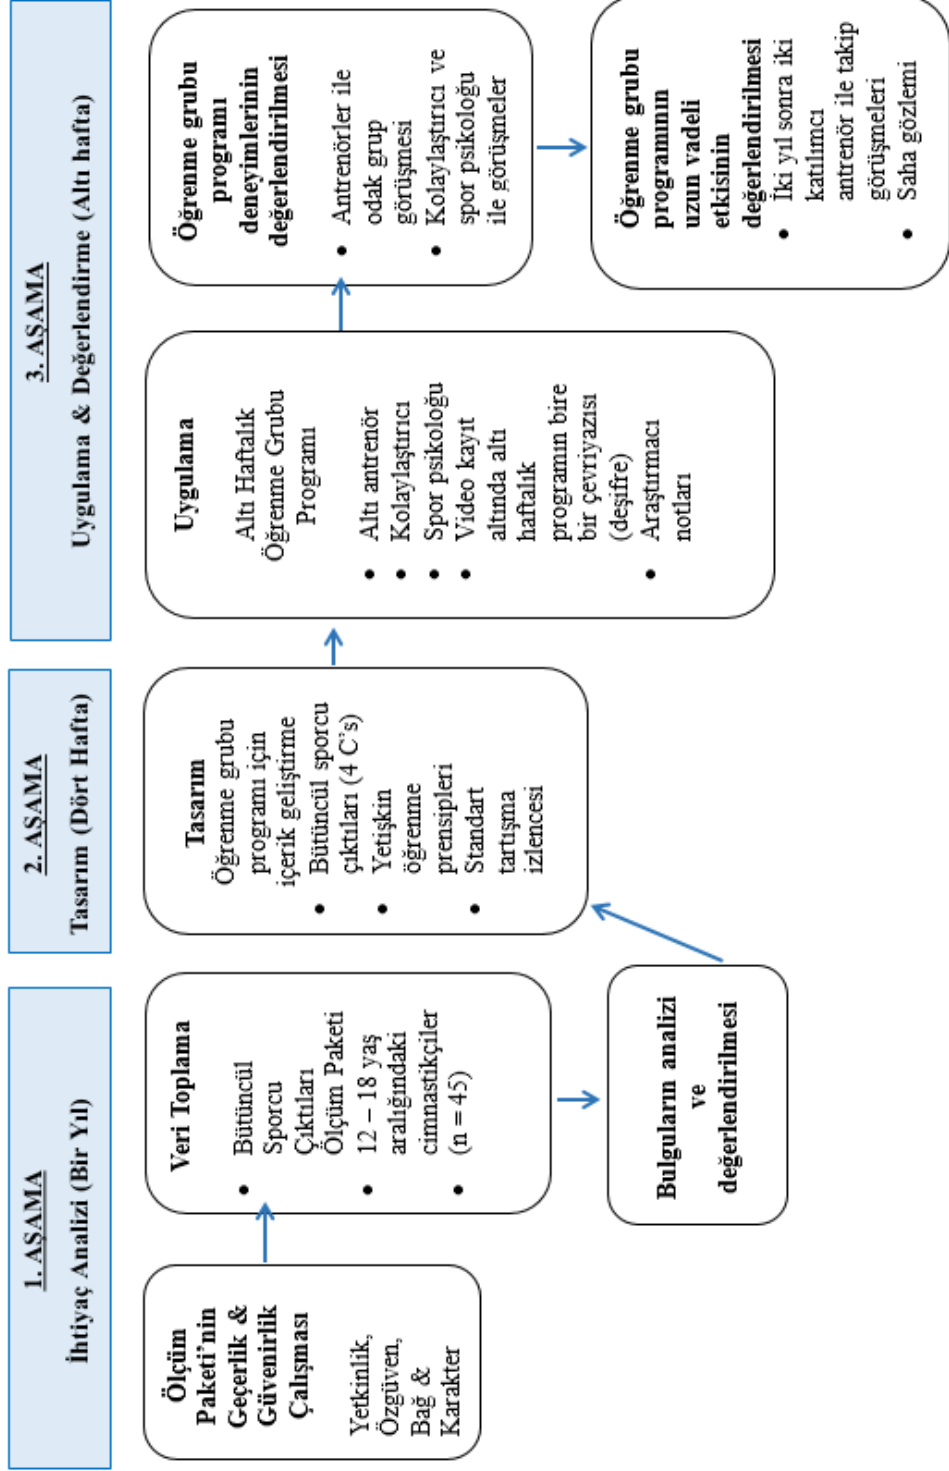 1. AŞAMA
İhtiyaç Analizi (Bir Yıl)
Ölçüm
Paketi'nin
Geçerlik &
Güvenirlik
Çalışması
Yetkinlik,
Özgüven,
Bağ &
Karakter
Veri Toplama
• Bütüncül
Sporcu
Çıktıları
Ölçüm Paketi
• 12 – 18 yaş
aralığındaki
cimnastikçiler
• (n = 45)
Bulguların analizi
ve
değerlendirilmesi
2. AŞAMA
Tasarım (Dört Hafta)
Tasarım
Öğrenme grubu
programı için
içerik geliştirme
• Bütüncül sporcu
çıktıları (4 C's)
• Yetişkin
öğrenme
prensipleri
• Standart
tartışma
izlencesi
3. AŞAMA
Uygulama & Değerlendirme (Altı hafta)
Uygulama
Altı Haftalık
Öğrenme Grubu
Programı
• Altı antrenör
• Kolaylaştırıcı
• Spor psikoloğu
• Video kayıt
altında altı
haftalık
programın bire
bir çevriyazısı
(deşifre)
• Araştırmacı
notları
Öğrenme grubu
programı
deneyimlerinin
değerlendirilmesi
• Antrenörler ile
odak grup
görüşmesi
• Kolaylaştırıcı ve
spor psikoloğu
ile görüşmeler
Öğrenme grubu
programının
uzun vadeli
etkisinin
değerlendirilmesi
• İki yıl sonra iki
katılımcı
antrenör ile takip
görüşmeleri
• Saha gözlemi